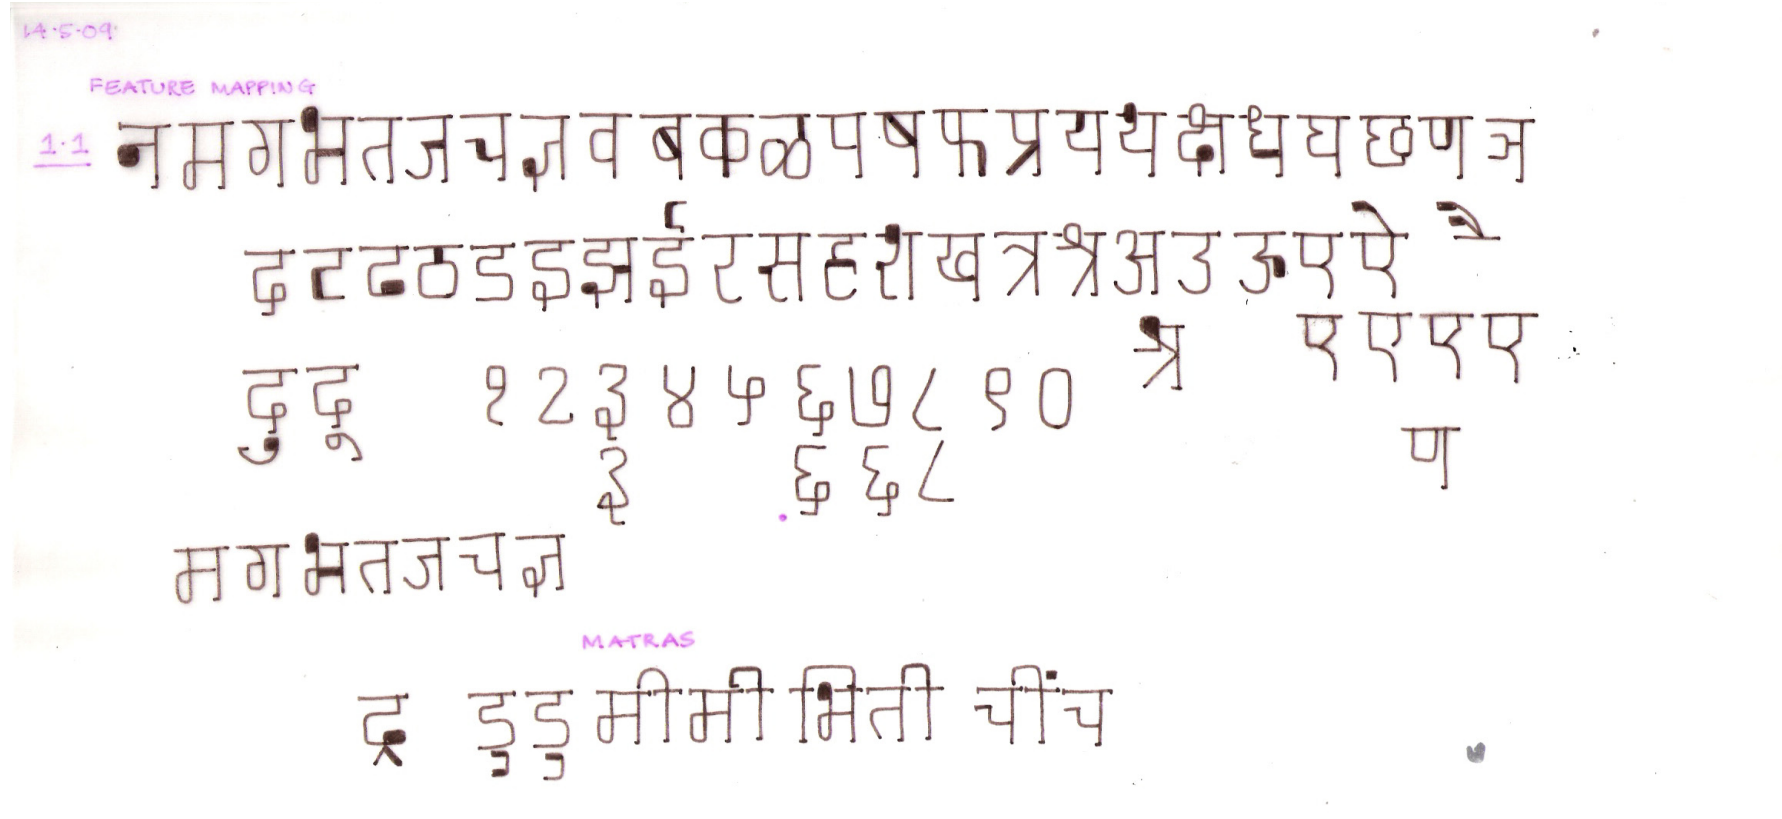 14·5·09
FEATURE MAPPING
1·1 न म ग भ त ज च ज्ञ व ब क ळ प ष फ प्र य थ क्ष ध घ छ ण ञ
द ट ढ ठ ड इ झ ई र स ह श ख त्र श्र अ उ ऊ ए ऐ
श्र ए ए ए ए
दु दू १ २ ३ ४ ५ ६ ७ ८ ९ ०
३ ६ ६ ८ ण
म ग भ त ज च ज्ञ
MATRAS
दृ डु डु मी मी भि ती चींच